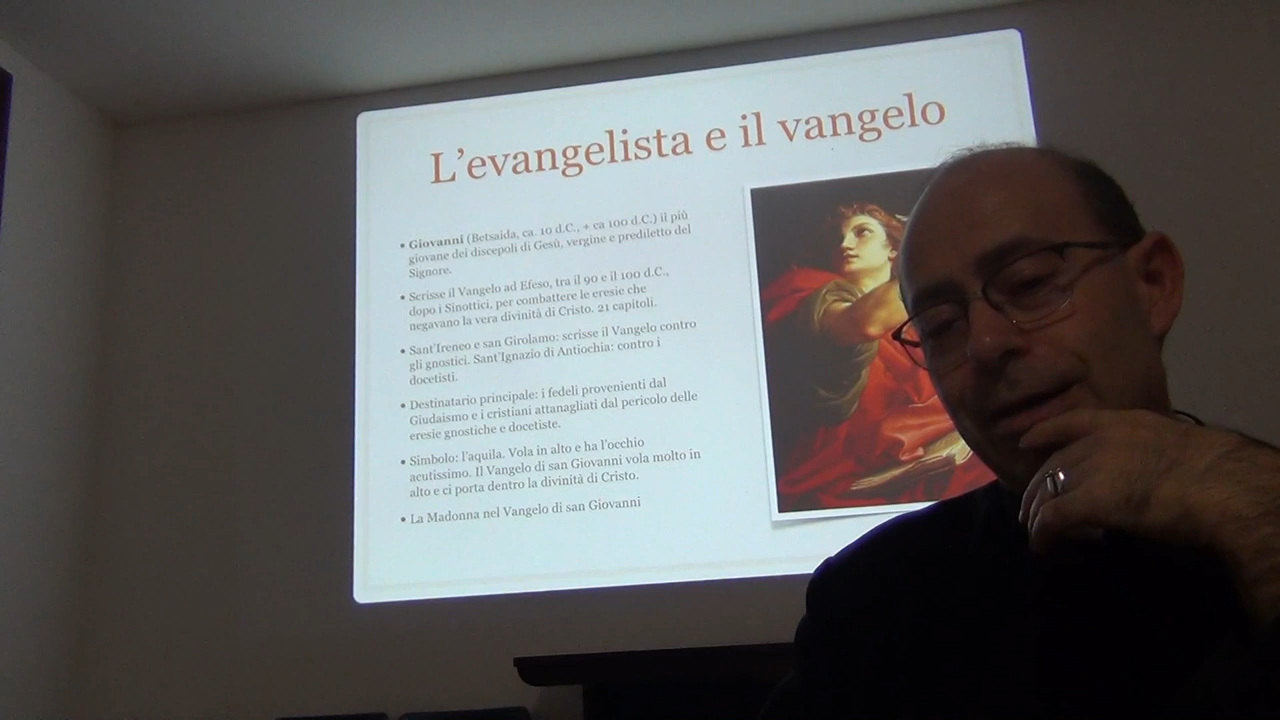 L'evangelista e il vangelo
• Giovanni (Betsaida, ca. 10 d.C., + ca 100 d.C.) il più
giovane dei discepoli di Gesù, vergine e prediletto del
Signore.
• Scrisse il Vangelo ad Efeso, tra il 90 e il 100 d.C.,
dopo i Sinottici, per combattere le eresie che
negavano la vera divinità di Cristo. 21 capitoli.
• Sant'Ireneo e san Girolamo: scrisse il Vangelo contro
gli gnostici. Sant'Ignazio di Antiochia: contro i
docetisti.
• Destinatario principale: i fedeli provenienti dal
Giudaismo e i cristiani attanagliati dal pericolo delle
eresie gnostiche e docetiste.
• Simbolo: l'aquila. Vola in alto e ha l'occhio
acutissimo. Il Vangelo di san Giovanni vola molto in
alto e ci porta dentro la divinità di Cristo.
• La Madonna nel Vangelo di san Giovanni